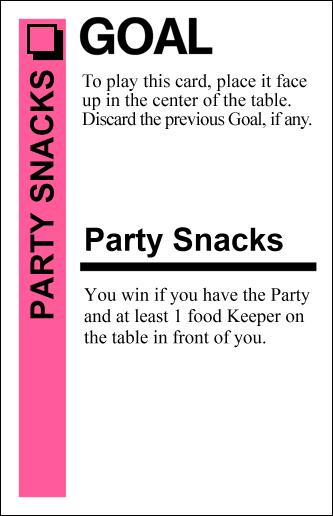 GOAL
To play this card, place it face
up in the center of the table.
Discard the previous Goal, if any.
PARTY SNACKS
Party Snacks
You win if you have the Party
and at least 1 food Keeper on
the table in front of you.